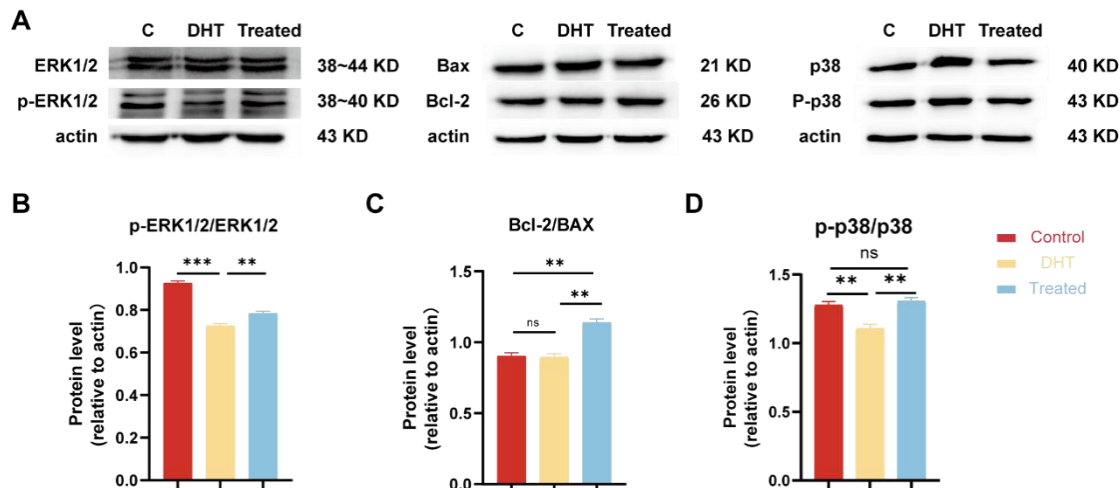 A
C DHT Treated
ERK1/2 38~44 KD
p-ERK1/2 38~40 KD
actin 43 KD
C DHT Treated
Bax 21 KD
Bcl-2 26 KD
actin 43 KD
C DHT Treated
p38 40 KD
P-p38 43 KD
actin 43 KD
B
p-ERK1/2/ERK1/2
Protein level
(relative to actin)
1.0
0.8
0.6
0.4
0.2
0.0
*** **
C
Bcl-2/BAX
Protein level
(relative to actin)
1.5
1.0
0.5
0.0
**
**
ns
D
p-p38/p38
Protein level
(relative to actin)
1.5
1.0
0.5
0.0
ns
** **
Control
DHT
Treated